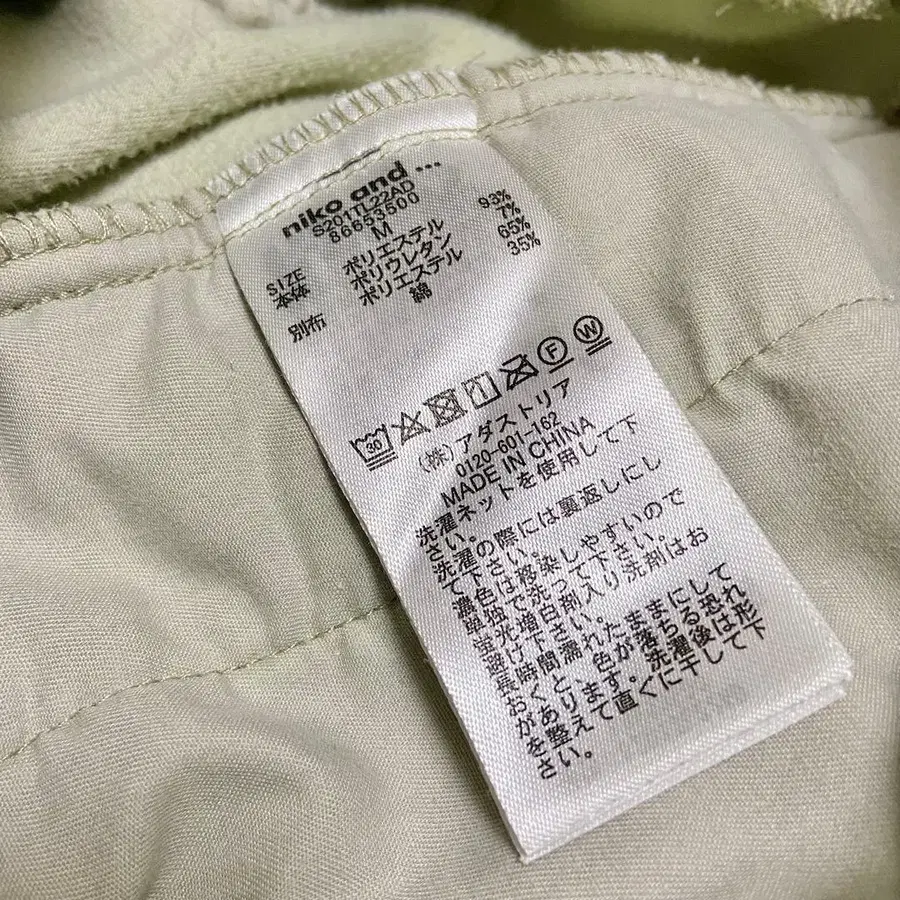 niko and ...
S201TL22AD
86653500
SIZE M
本体 ポリエステル 93%
ポリウレタン 7%
別布 ポリエステル 65%
綿 35%
30 F W
(株)アダストリア
0120-601-162
MADE IN CHINA
洗濯ネットを使用して下
さい。
洗濯の際には裏返しにし
て下さい。
濃色は移染しやすいので
単独で洗って下さい。
蛍光増白剤入り洗剤はお
避け下さい。
長時間濡れたままにして
おくと、色が落ちる恐れ
があります。洗濯後は形
を整えて直ぐに干して下
さい。